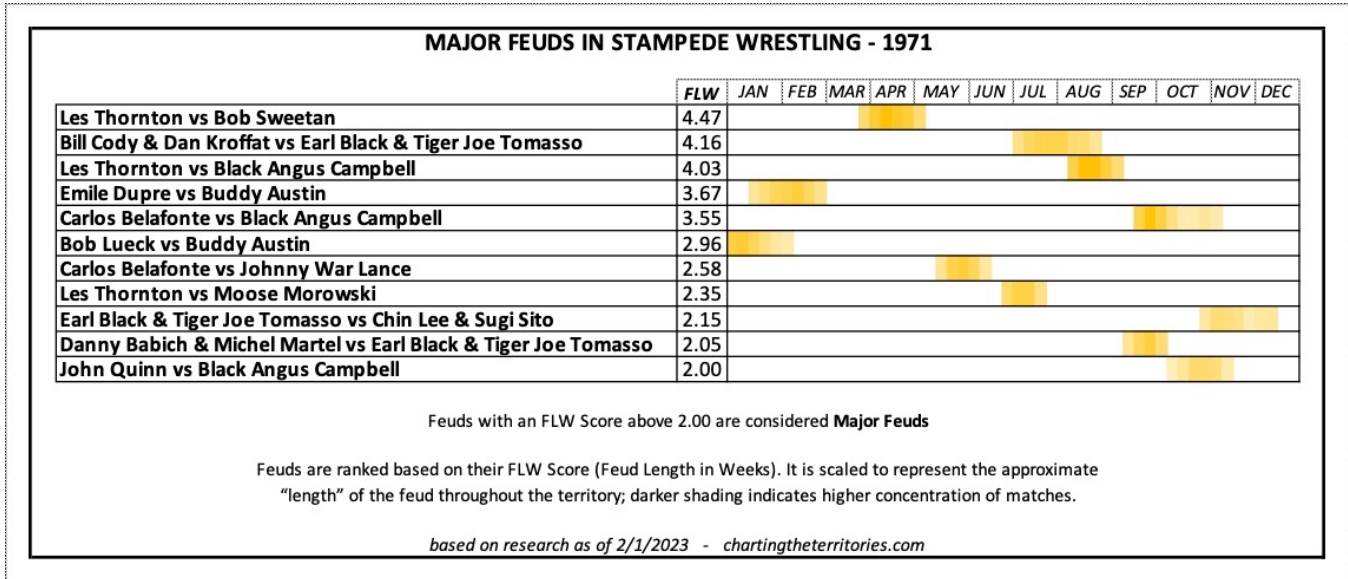 MAJOR FEUDS IN STAMPEDE WRESTLING - 1971
FLW JAN FEB MAR APR MAY JUN JUL AUG SEP OCT NOV DEC
Les Thornton vs Bob Sweetan 4.47
Bill Cody & Dan Kroffat vs Earl Black & Tiger Joe Tomasso 4.16
Les Thornton vs Black Angus Campbell 4.03
Emile Dupre vs Buddy Austin 3.67
Carlos Belafonte vs Black Angus Campbell 3.55
Bob Lueck vs Buddy Austin 2.96
Carlos Belafonte vs Johnny War Lance 2.58
Les Thornton vs Moose Morowski 2.35
Earl Black & Tiger Joe Tomasso vs Chin Lee & Sugi Sito 2.15
Danny Babich & Michel Martel vs Earl Black & Tiger Joe Tomasso 2.05
John Quinn vs Black Angus Campbell 2.00
Feuds with an FLW Score above 2.00 are considered Major Feuds
Feuds are ranked based on their FLW Score (Feud Length in Weeks). It is scaled to represent the approximate
“length” of the feud throughout the territory; darker shading indicates higher concentration of matches.
based on research as of 2/1/2023 - chartingtheterritories.com